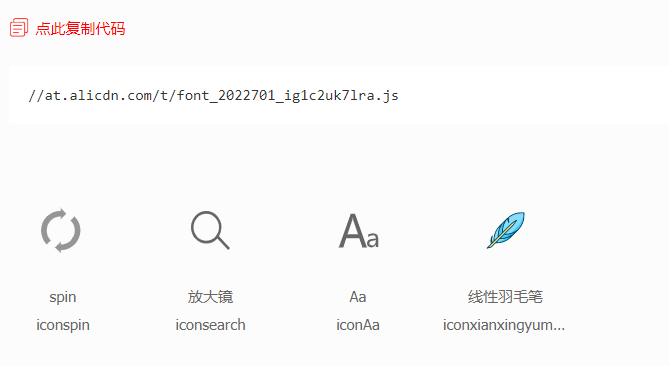 点此复制代码
//at.alicdn.com/t/font_2022701_ig1c2uk7lra.js
Aa
spin 放大镜 Aa 线性羽毛笔
iconspin iconsearch iconAa iconxianxingyum...